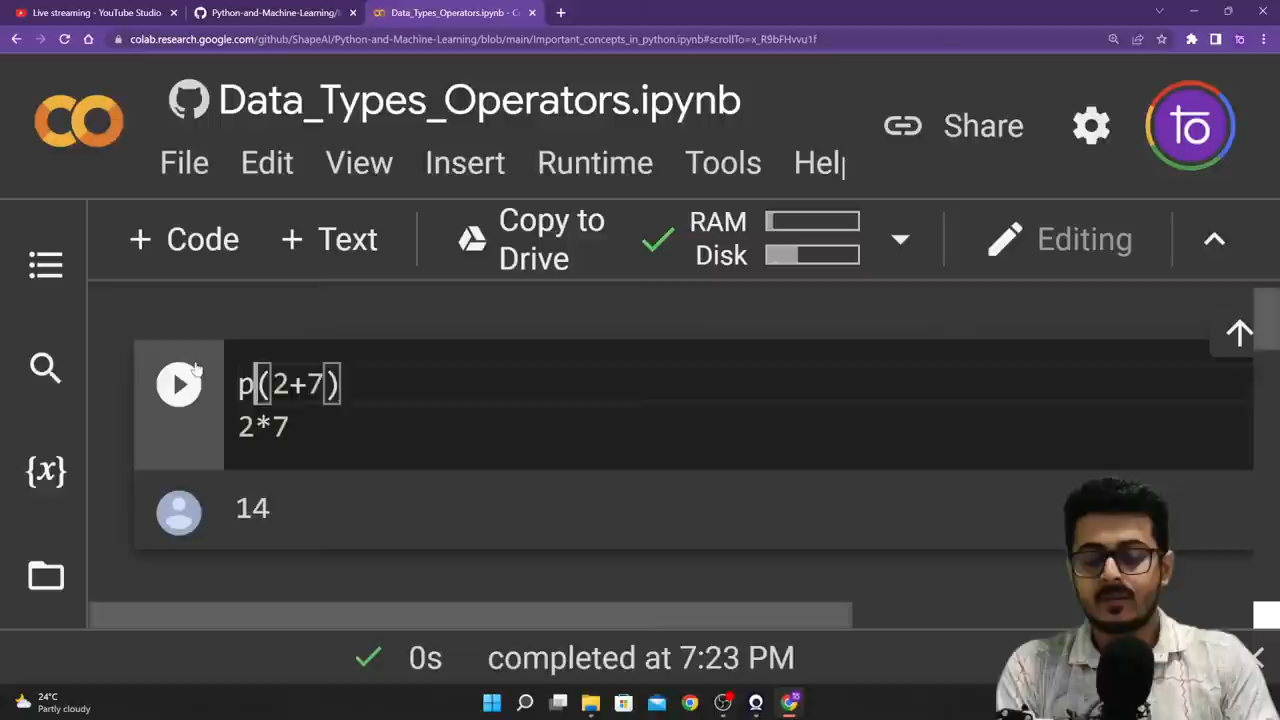 Live streaming - YouTube Studio
Python-and-Machine-Learning/I
Data_Types_Operators.ipynb - C
colab.research.google.com/github/ShapeAI/Python-and-Machine-Learning/blob/main/Important_concepts_in_python.ipynb#scrollTo=x_R9bFHvvu1f
Data_Types_Operators.ipynb
Share
to
File Edit View Insert Runtime Tools Hel
+ Code + Text
Copy to
Drive
RAM
Disk
Editing
p(2+7)
2*7
{x}
14
0s completed at 7:23 PM
24°C
Partly cloudy